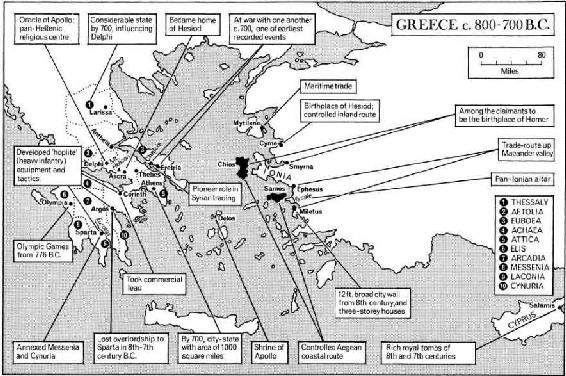 GREECE c. 800-700 B.C.
0 80
Miles
Oracle of Apollo;
pan-Hellenic
religious centre
Considerable state
by 700, influencing
Delphi
Became home
of Hesiod
At war with one another
c.700, one of earliest
recorded events
Maritime trade
Birthplace of Hesiod;
controlled inland route
Among the claimants to
be the birthplace of Homer
Trade-route up
Maeander valley
Pan-Ionian altar
Developed 'hoplite'
(heavy infantry)
equipment and
tactics
Pioneer role in
Syrian trading
Olympic Games
from 776 B.C.
Took commercial
lead
12ft. broad city wall
from 8th century, and
three-storey houses
Annexed Messenia
and Cynuria
Lost overlordship to
Sparta in 8th-7th
century B.C.
By 700, city-state
with area of 1000
square miles
Shrine of
Apollo
Controlled Aegean
coastal route
Rich royal tombs of
8th and 7th centuries
1 THESSALY
2 AETOLIA
3 EUBOEA
4 ACHAEA
5 ATTICA
6 ELIS
7 ARCADIA
8 MESSENIA
9 LACONIA
10 CYNURIA
Larissa
Delphi
Ascra
Thebes
Eretria
Athens
Corinth
Olympia
Argos
Sparta
Delos
Mytilene
Cyme
Smyrna
Chios
Samos
Ephesus
Miletus
Salamis
CYPRUS